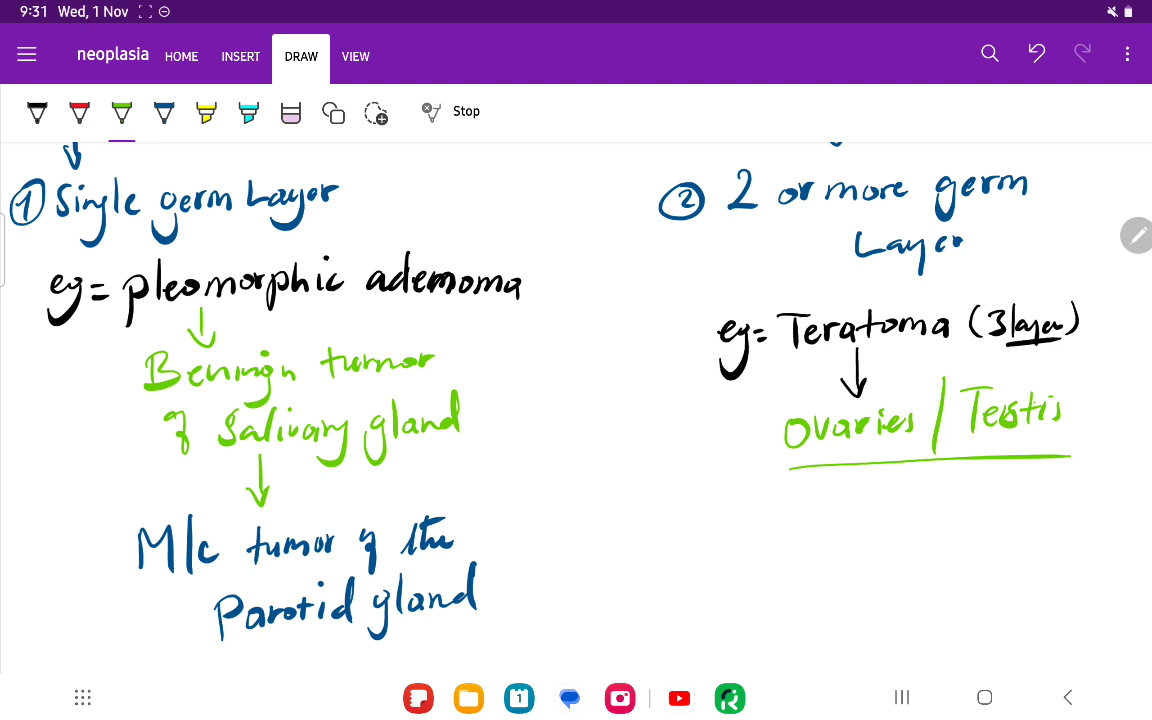 9:31 Wed, 1 Nov
neoplasia HOME INSERT DRAW VIEW
Stop
① Single germ Layer
eg= pleomorphic ademoma
Benign tumor
of Salivary gland
M/c tumor of the
Parotid gland
② 2 or more germ
Layer
eg= Teratoma (3 layer)
Ovaries / Testis
1